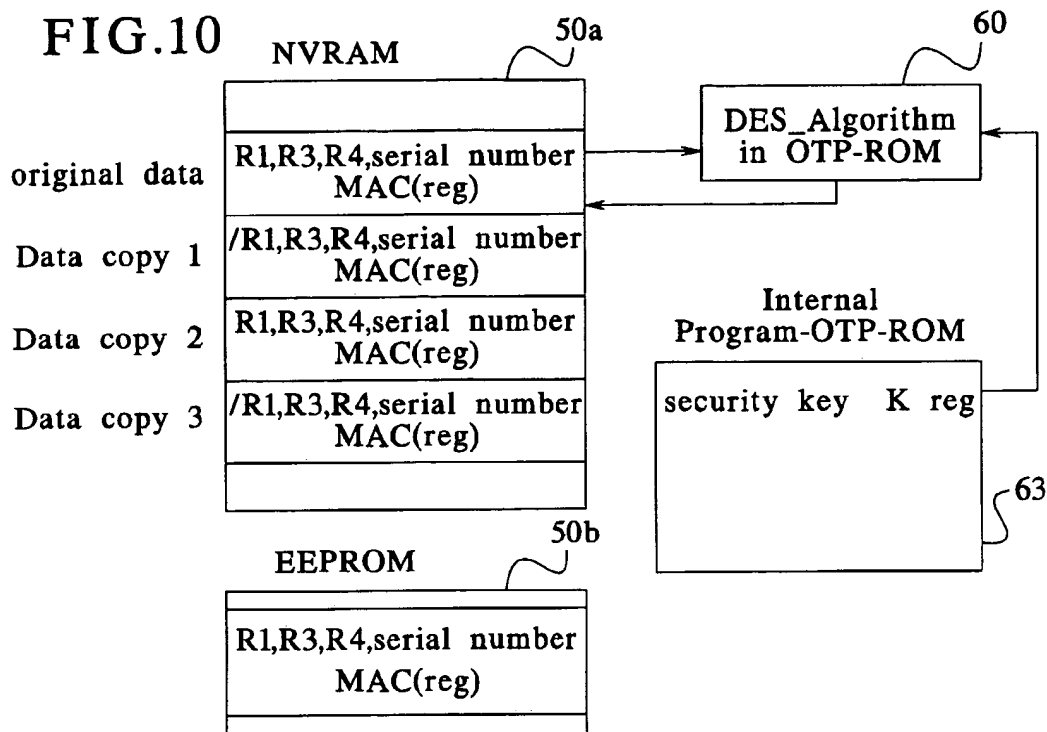 FIG.10
NVRAM
50a
60
DES_Algorithm
in OTP-ROM
original data
R1,R3,R4,serial number
MAC(reg)
Data copy 1
/R1,R3,R4,serial number
MAC(reg)
Data copy 2
R1,R3,R4,serial number
MAC(reg)
Data copy 3
/R1,R3,R4,serial number
MAC(reg)
Internal
Program-OTP-ROM
security key K reg
63
EEPROM
50b
R1,R3,R4,serial number
MAC(reg)